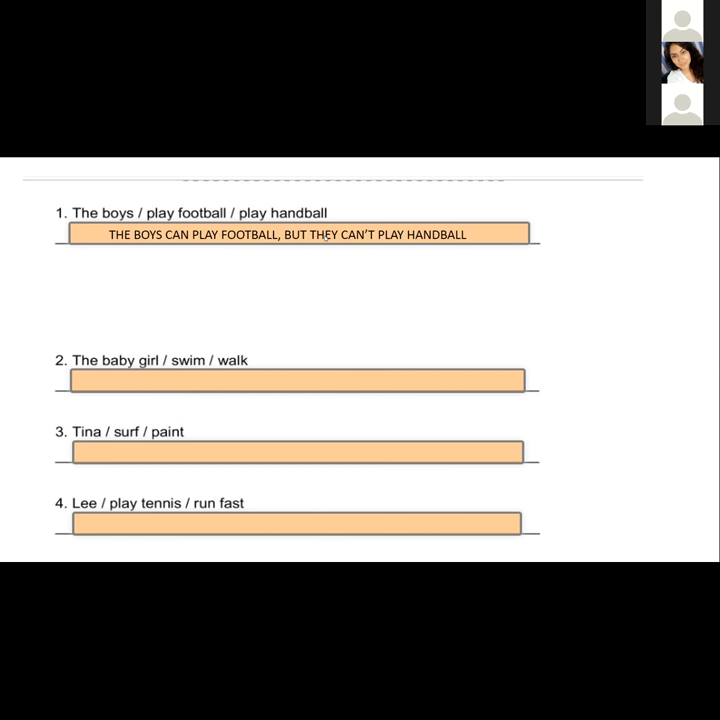 1. The boys / play football / play handball
THE BOYS CAN PLAY FOOTBALL, BUT THEY CAN'T PLAY HANDBALL
2. The baby girl / swim / walk
3. Tina / surf / paint
4. Lee / play tennis / run fast